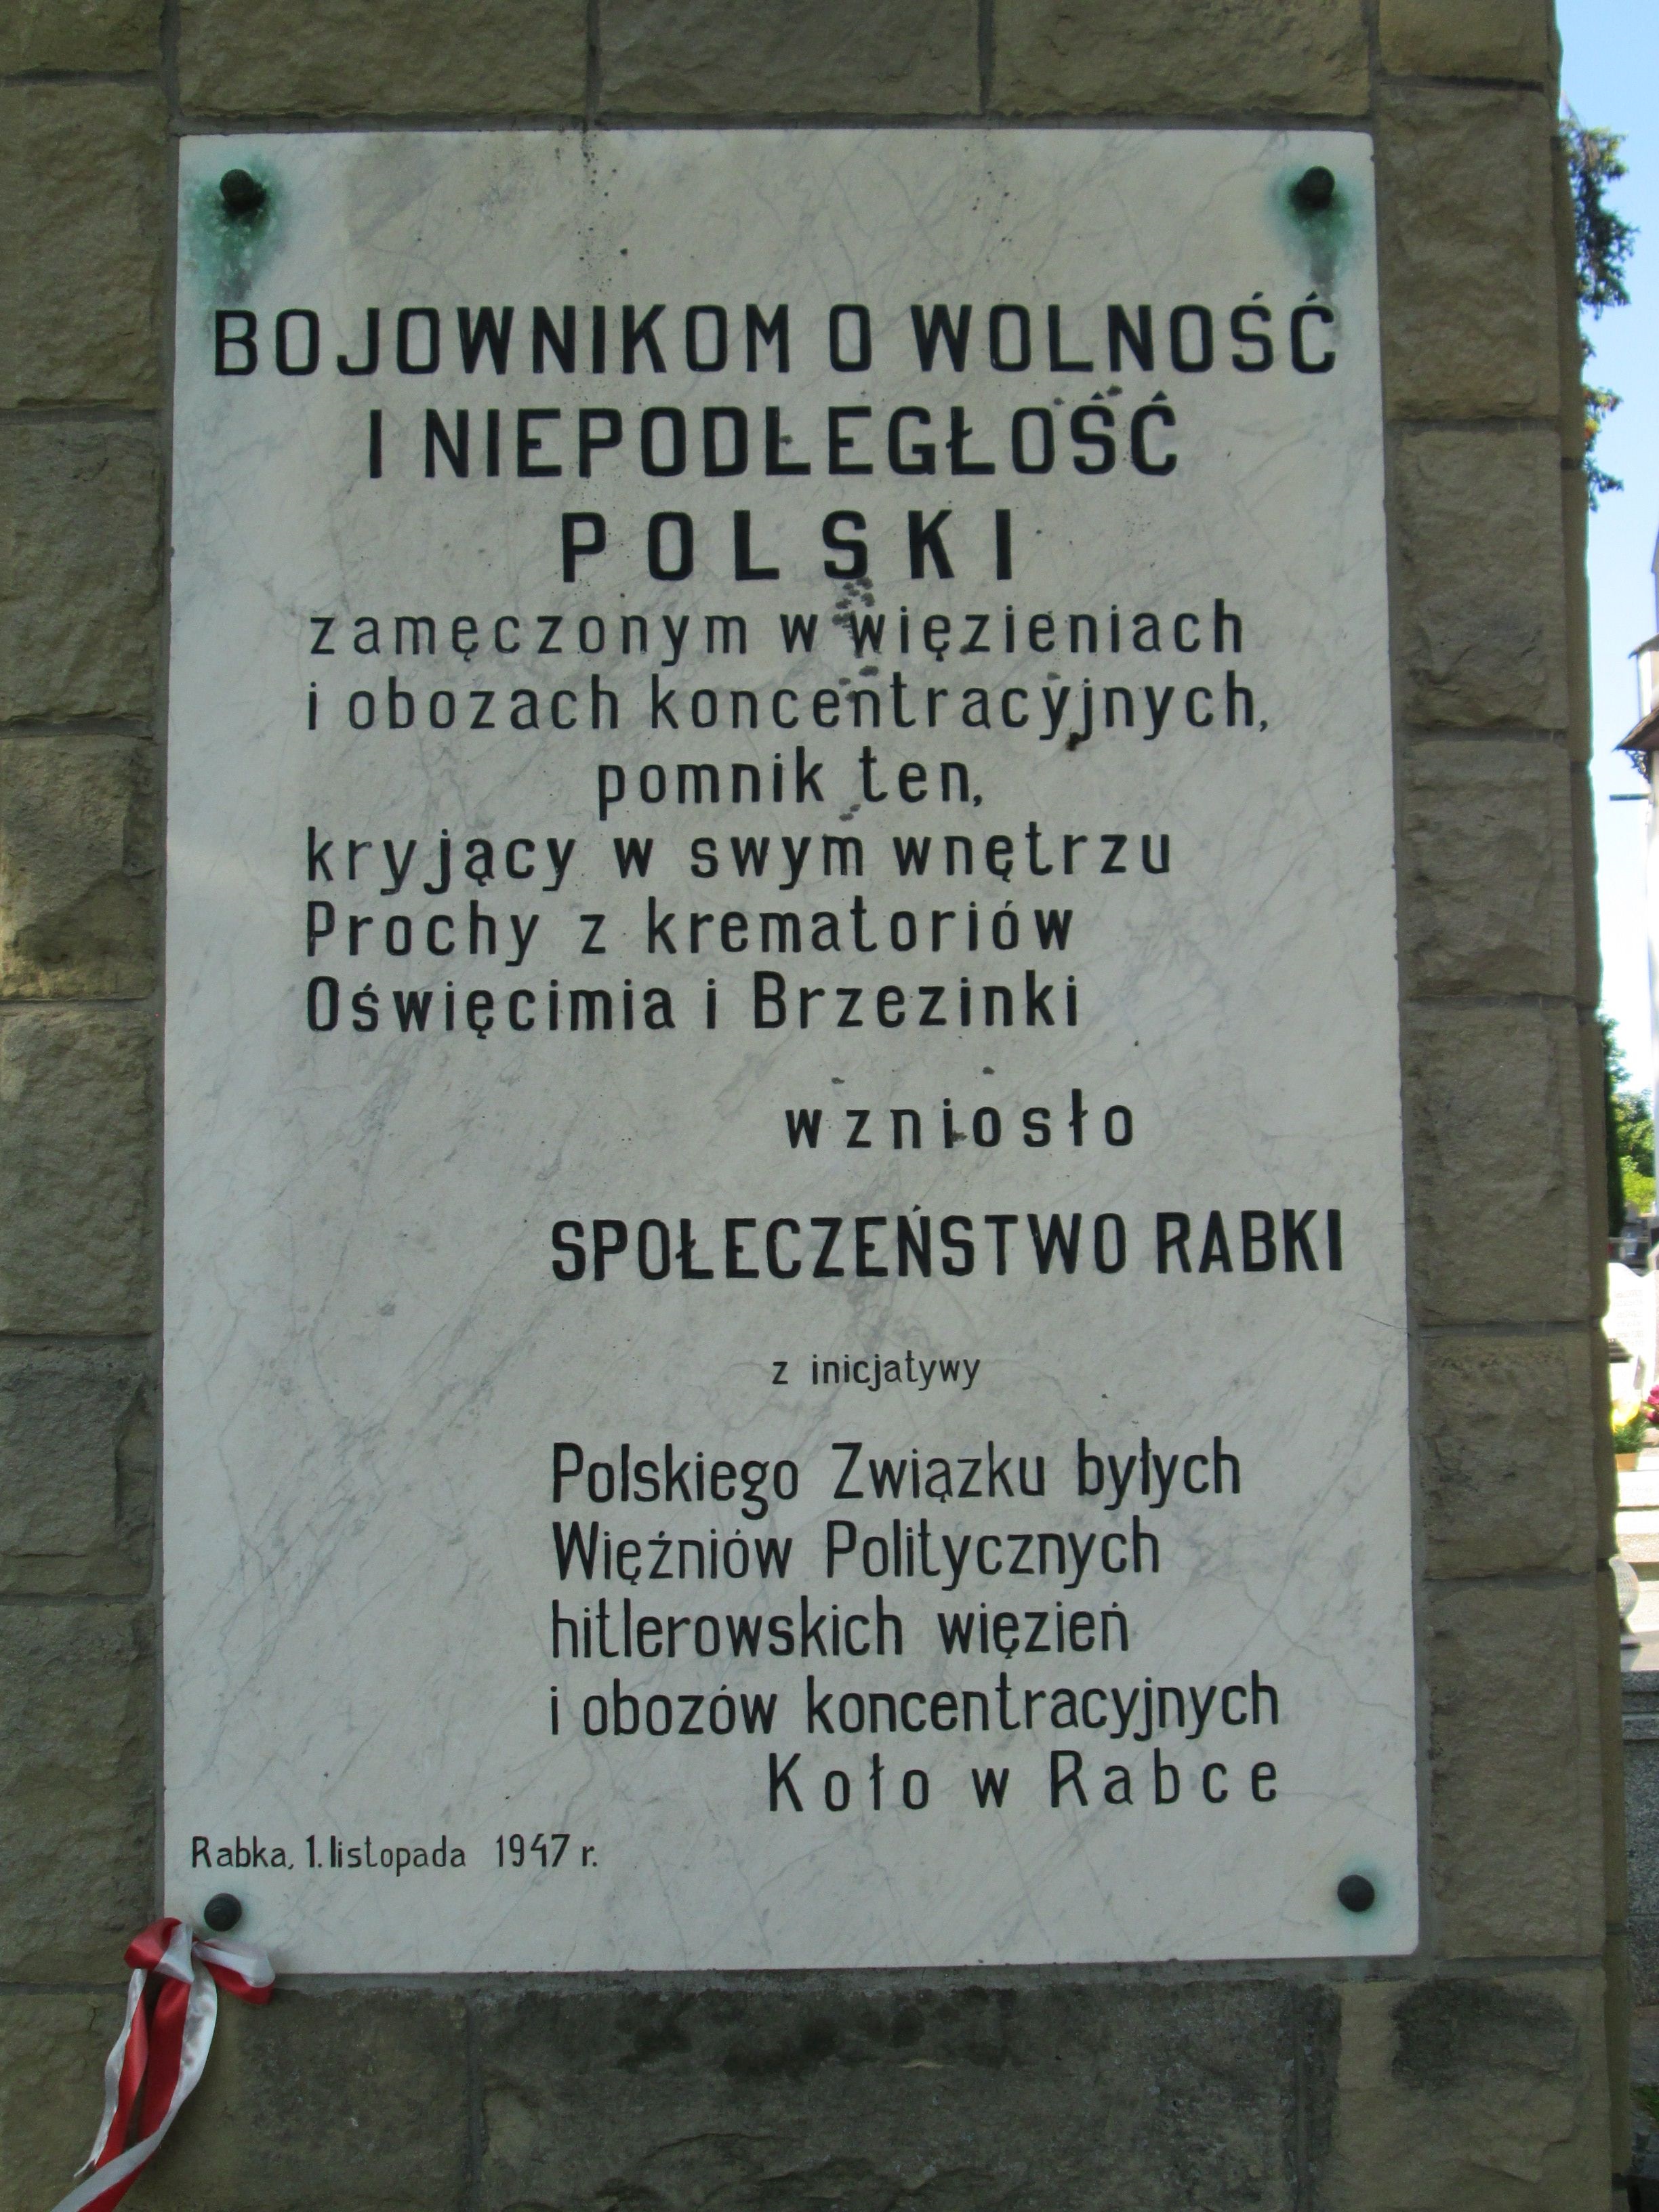 BOJOWNIKOM O WOLNOŚĆ
I NIEPODŁEGŁOŚĆ
POLSKI
zamęczonym w więzieniach
i obozach koncentracyjnych,
pomnik ten,
kryjący w swym wnętrzu
Prochy z krematoriów
Oświęcimia i Brzezinki
wzniosło
SPOŁECZEŃSTWO RABKI
z inicjatywy
Polskiego Związku byłych
Więźniów Politycznych
hitlerowskich więzień
i obozów koncentracyjnych
Koło w Rabce
Rabka, 1. listopada 1947 r.